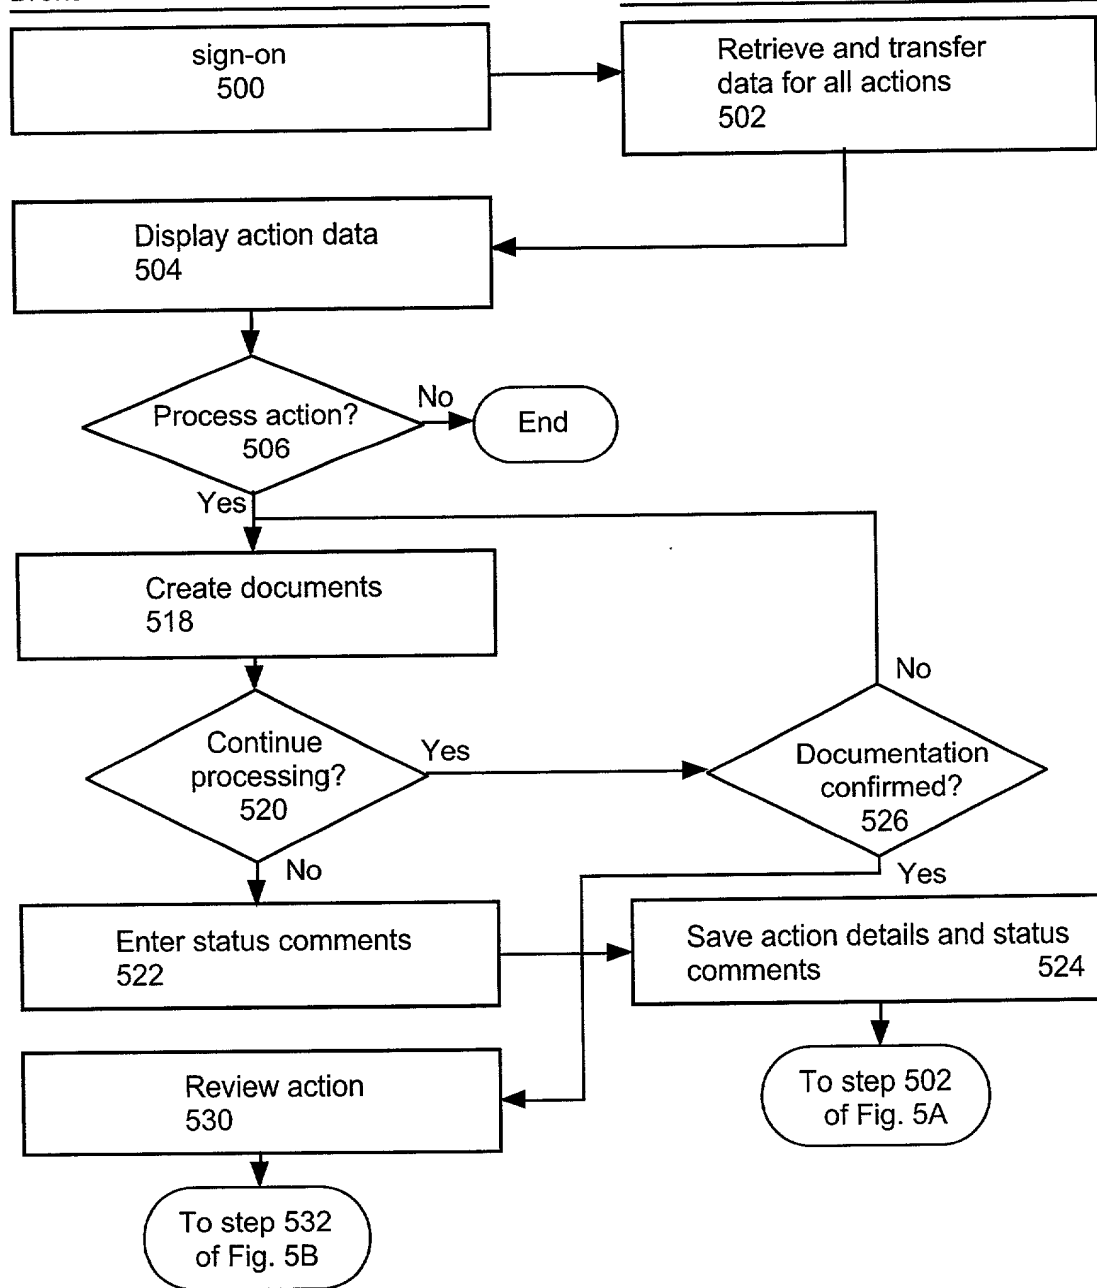 sign-on
500
Retrieve and transfer
data for all actions
502
Display action data
504
Process action?
506
No
End
Yes
Create documents
518
No
Continue
processing?
520
Yes
Documentation
confirmed?
526
No
Yes
Enter status comments
522
Save action details and status
comments 524
Review action
530
To step 502
of Fig. 5A
To step 532
of Fig. 5B